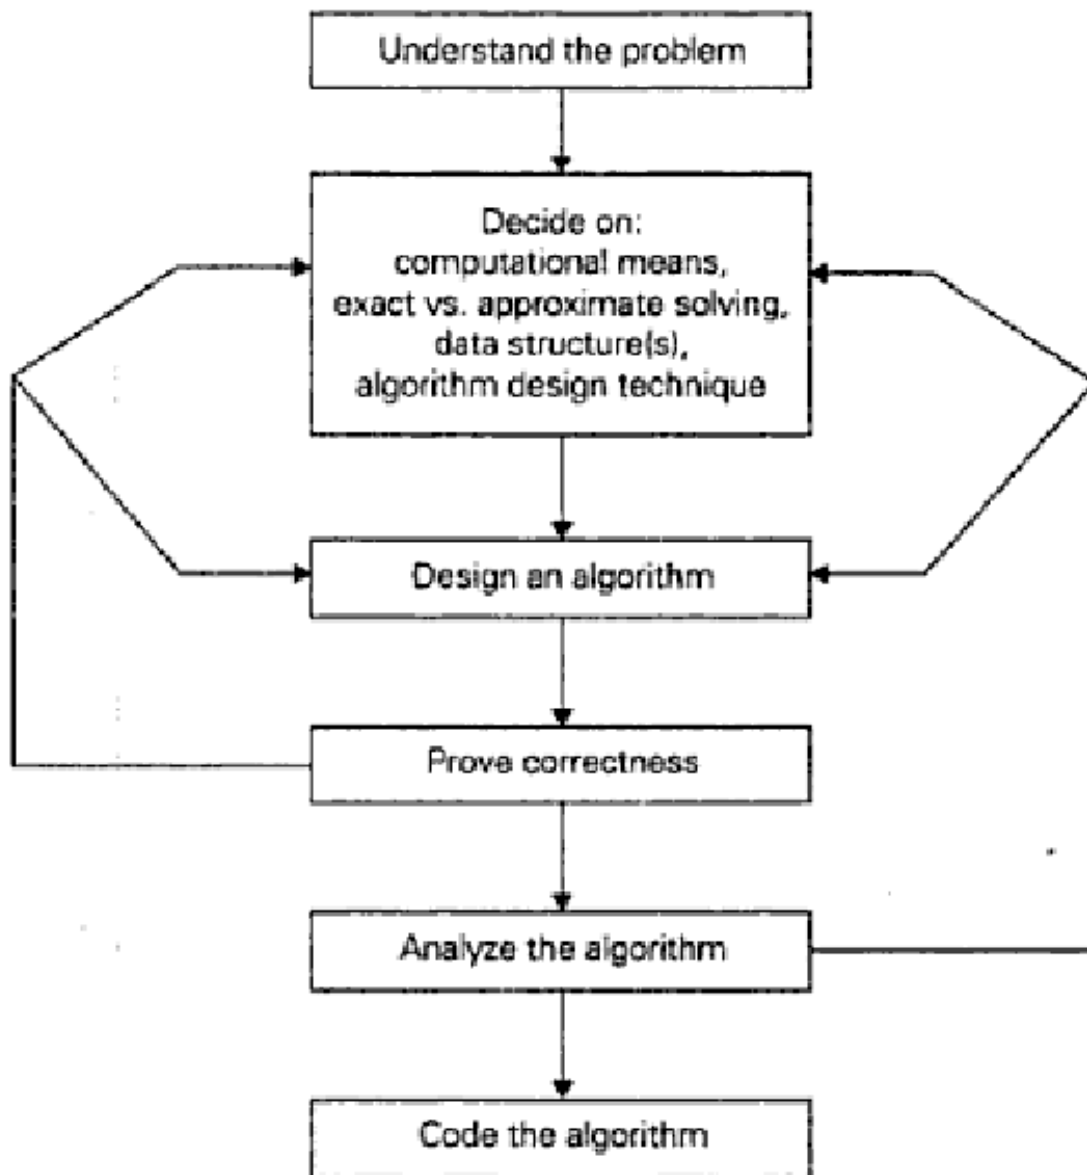 Understand the problem
Decide on:
computational means,
exact vs. approximate solving,
data structure(s),
algorithm design technique
Design an algorithm
Prove correctness
Analyze the algorithm
Code the algorithm